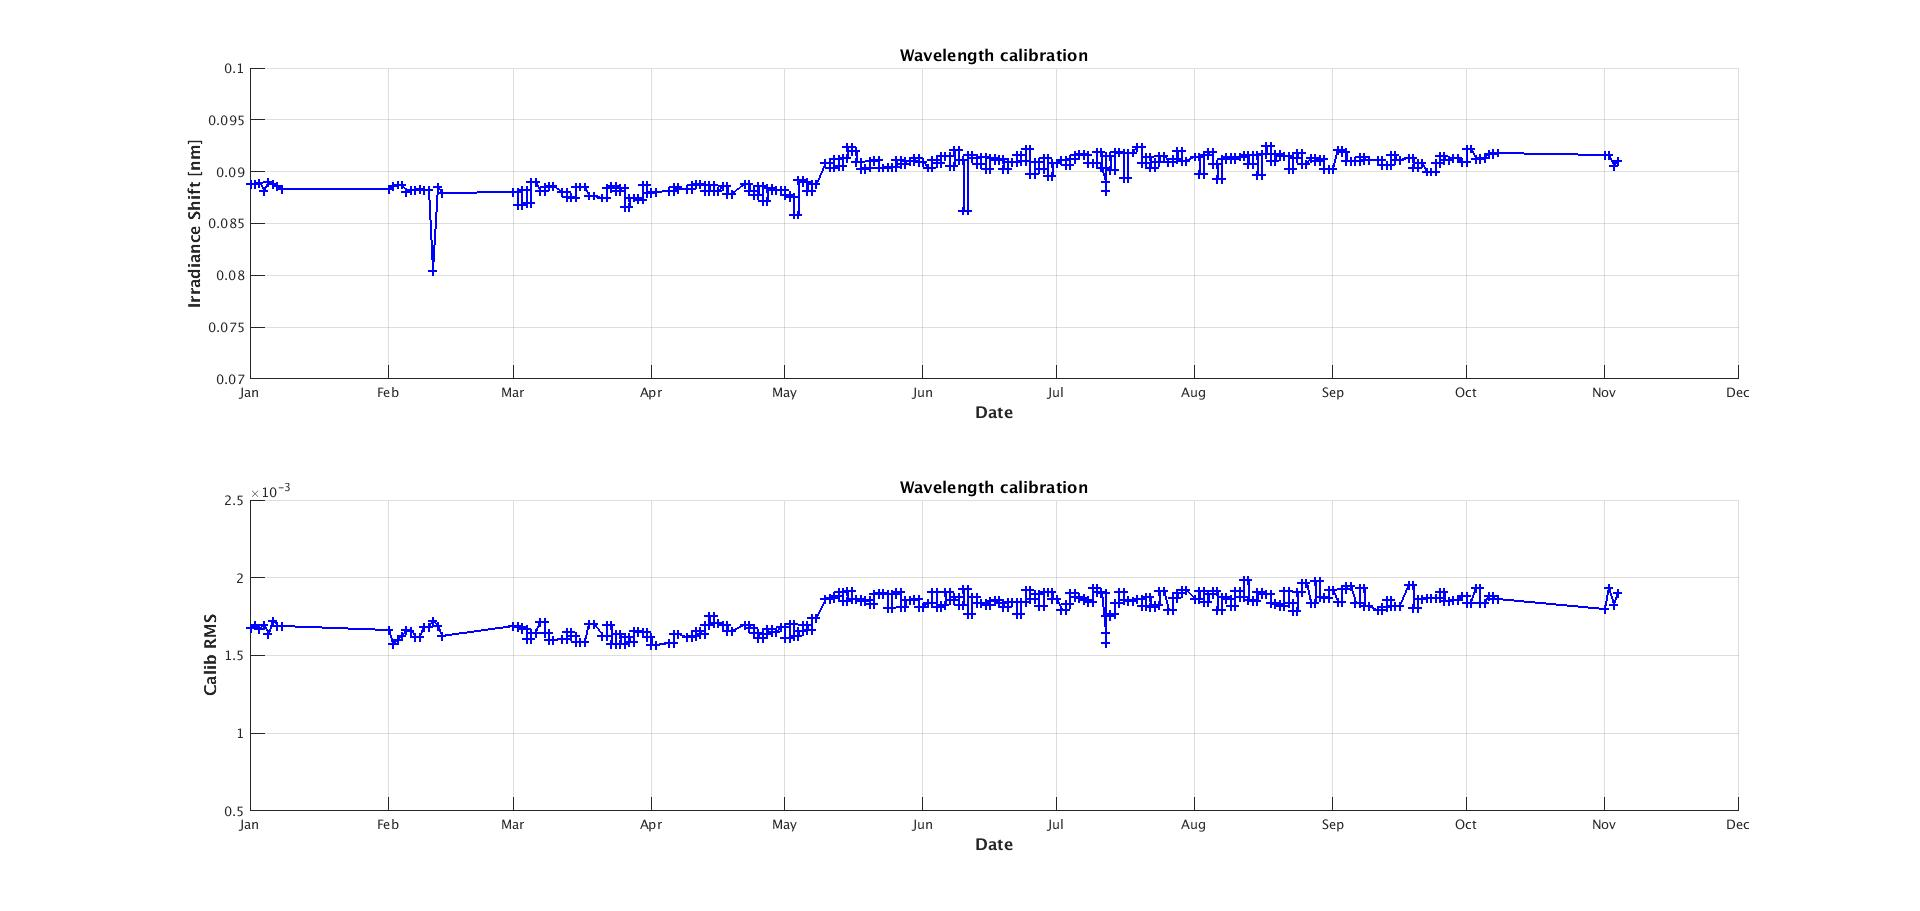 Wavelength calibration
0.1
0.095
0.09
0.085
0.08
0.075
0.07
Irradiance Shift [nm]
Jan Feb Mar Apr May Jun Jul Aug Sep Oct Nov Dec
Date
Wavelength calibration
×10⁻³
2.5
2
1.5
1
0.5
Calib RMS
Jan Feb Mar Apr May Jun Jul Aug Sep Oct Nov Dec
Date